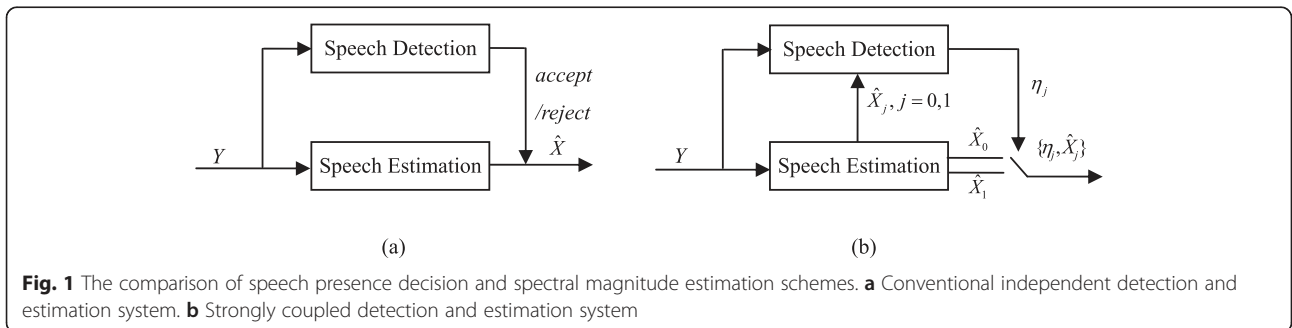 Speech Detection
accept
/reject
Y
X̂
Speech Estimation
(a)
Speech Detection
η_j
X̂_j, j = 0,1
Y
X̂_0
{η_j, X̂_j}
Speech Estimation
X̂_1
(b)
Fig. 1 The comparison of speech presence decision and spectral magnitude estimation schemes. a Conventional independent detection and
estimation system. b Strongly coupled detection and estimation system